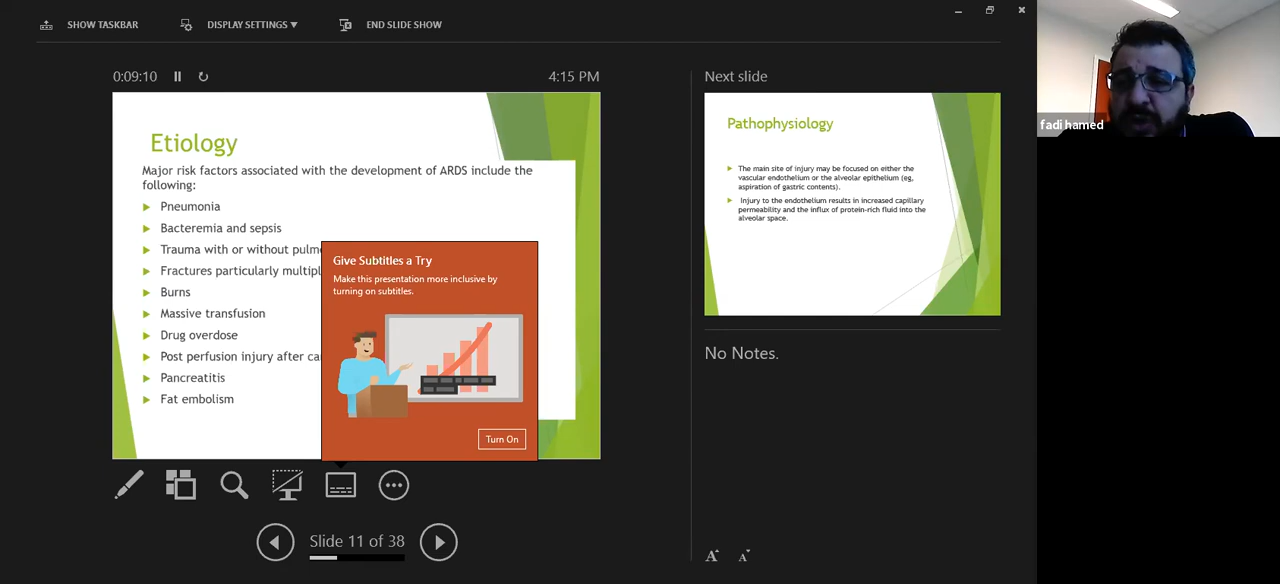 SHOW TASKBAR
DISPLAY SETTINGS
END SLIDE SHOW
0:09:10
4:15 PM
Etiology
Major risk factors associated with the development of ARDS include the
following:
Pneumonia
Bacteremia and sepsis
Trauma with or without pulm
Fractures particularly multipl
Burns
Massive transfusion
Drug overdose
Post perfusion injury after ca
Pancreatitis
Fat embolism
Give Subtitles a Try
Make this presentation more inclusive by
turning on subtitles.
Turn On
Slide 11 of 38
Next slide
Pathophysiology
The main site of injury may be focused on either the
vascular endothelium or the alveolar epithelium (eg,
aspiration of gastric contents).
Injury to the endothelium results in increased capillary
permeability and the influx of protein-rich fluid into the
alveolar space.
No Notes.
A A
fadi hamed